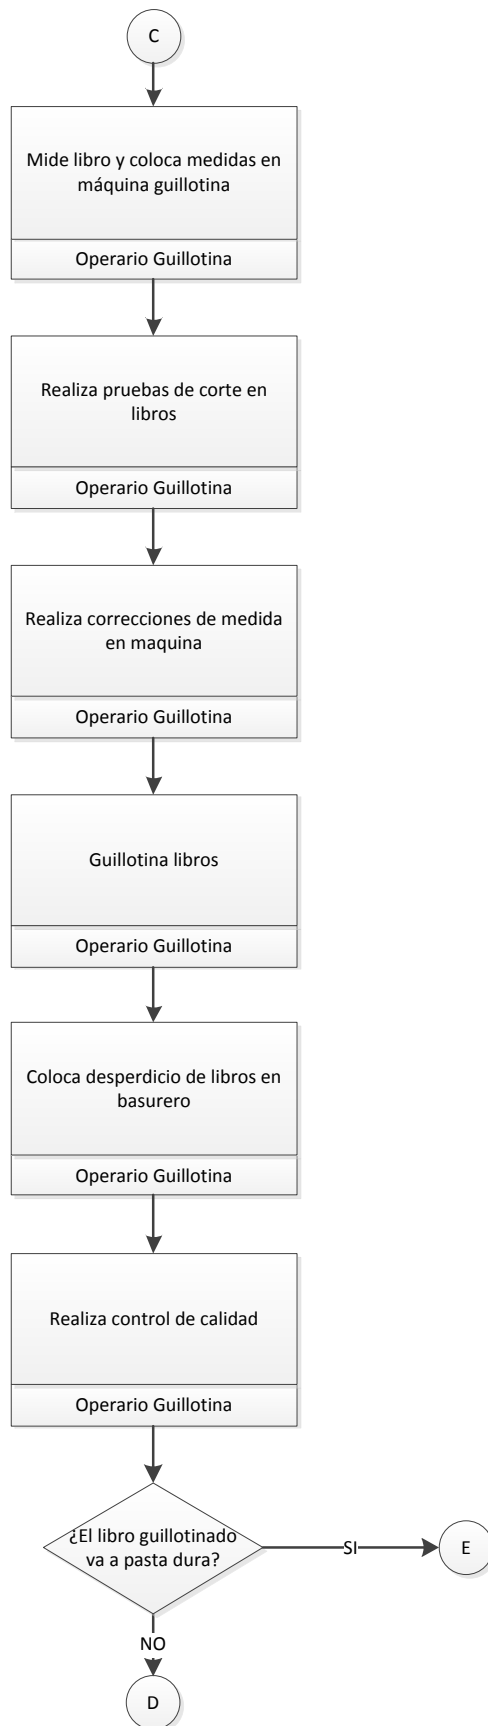 C
Mide libro y coloca medidas en
máquina guillotina
Operario Guillotina
Realiza pruebas de corte en
libros
Operario Guillotina
Realiza correcciones de medida
en maquina
Operario Guillotina
Guillotina libros
Operario Guillotina
Coloca desperdicio de libros en
basurero
Operario Guillotina
Realiza control de calidad
Operario Guillotina
¿El libro guillotinado
va a pasta dura?
SI
E
NO
D